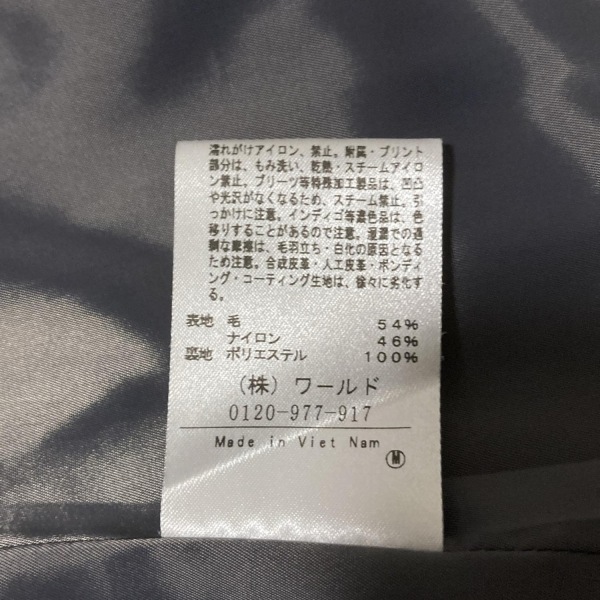 濡れがけアイロン、禁止。附属・プリント
部分は、もみ洗い、乾熱・スチームアイロ
ン禁止。プリーツ等特殊加工製品は、凹凸
や光沢がなくなるため、スチーム禁止。引
っかけに注意。インディゴ等濃色品は、色
移りすることがあるので注意。湿潤での過
剰な摩擦は、毛羽立ち・白化の原因となる
ため注意。合成皮革・人工皮革・ボンディ
ング・コーティング生地は、徐々に劣化す
る。
表地 毛 54%
ナイロン 46%
裏地 ポリエステル 100%
(株) ワールド
0120-977-917
Made in Viet Nam
M